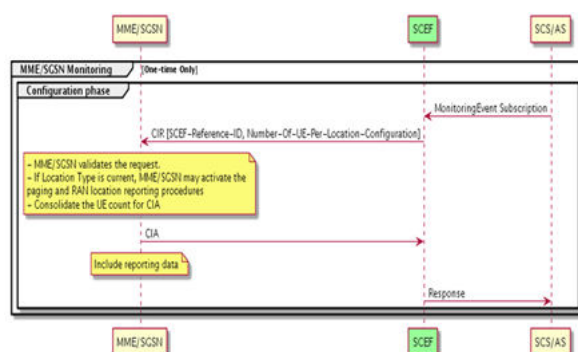 MME/SGSN SCEF SCS/AS
MME/SGSN Monitoring [One-time Only]
Configuration phase
MonitoringEvent Subscription
CIR [SCEF-Reference-ID, Number-Of-UE-Per-Location-Configuration]
- MME/SGSN validates the request.
- If Location Type is current, MME/SGSN may activate the
paging and RAN location reporting procedures
- Consolidate the UE count for CIA
CIA
Include reporting data
Response
MME/SGSN SCEF SCS/AS